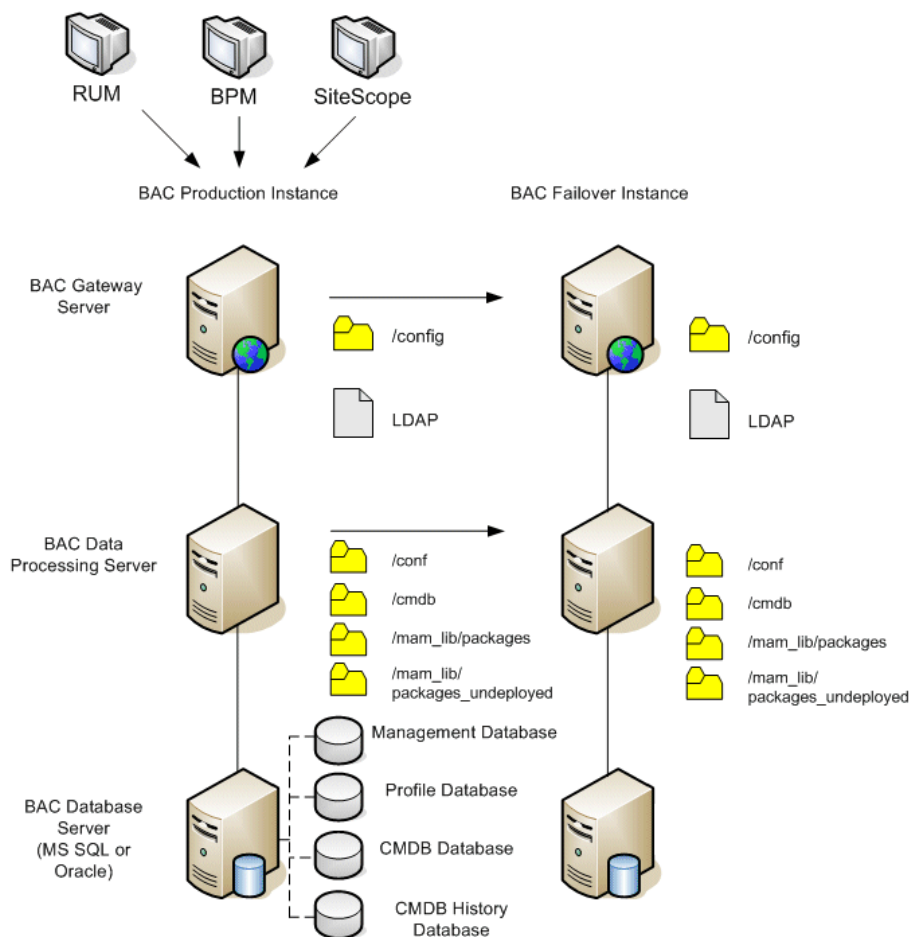 RUM
BPM
SiteScope
BAC Production Instance
BAC Failover Instance
BAC Gateway
Server
/config
LDAP
/config
LDAP
BAC Data
Processing Server
/conf
/cmdb
/mam_lib/packages
/mam_lib/
packages_undeployed
/conf
/cmdb
/mam_lib/packages
/mam_lib/
packages_undeployed
BAC Database
Server
(MS SQL or
Oracle)
Management Database
Profile Database
CMDB Database
CMDB History
Database